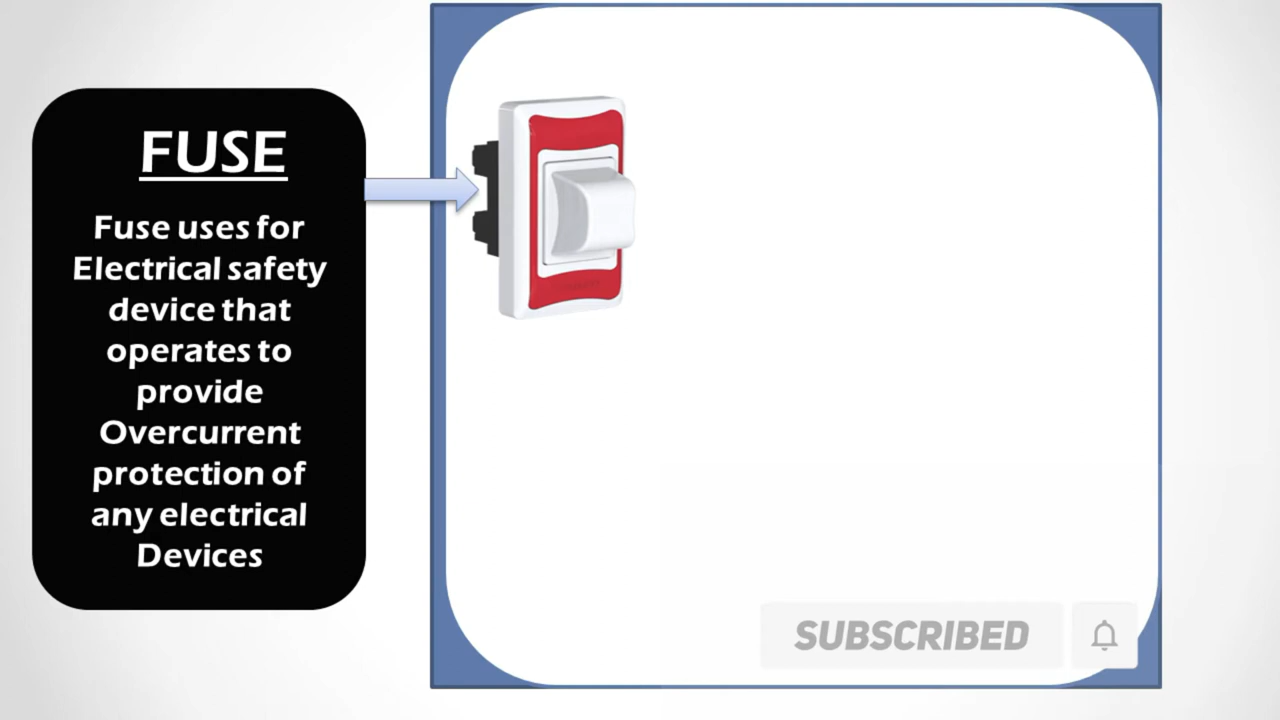 FUSE
Fuse uses for
Electrical safety
device that
operates to
provide
Overcurrent
protection of
any electrical
Devices
SUBSCRIBED